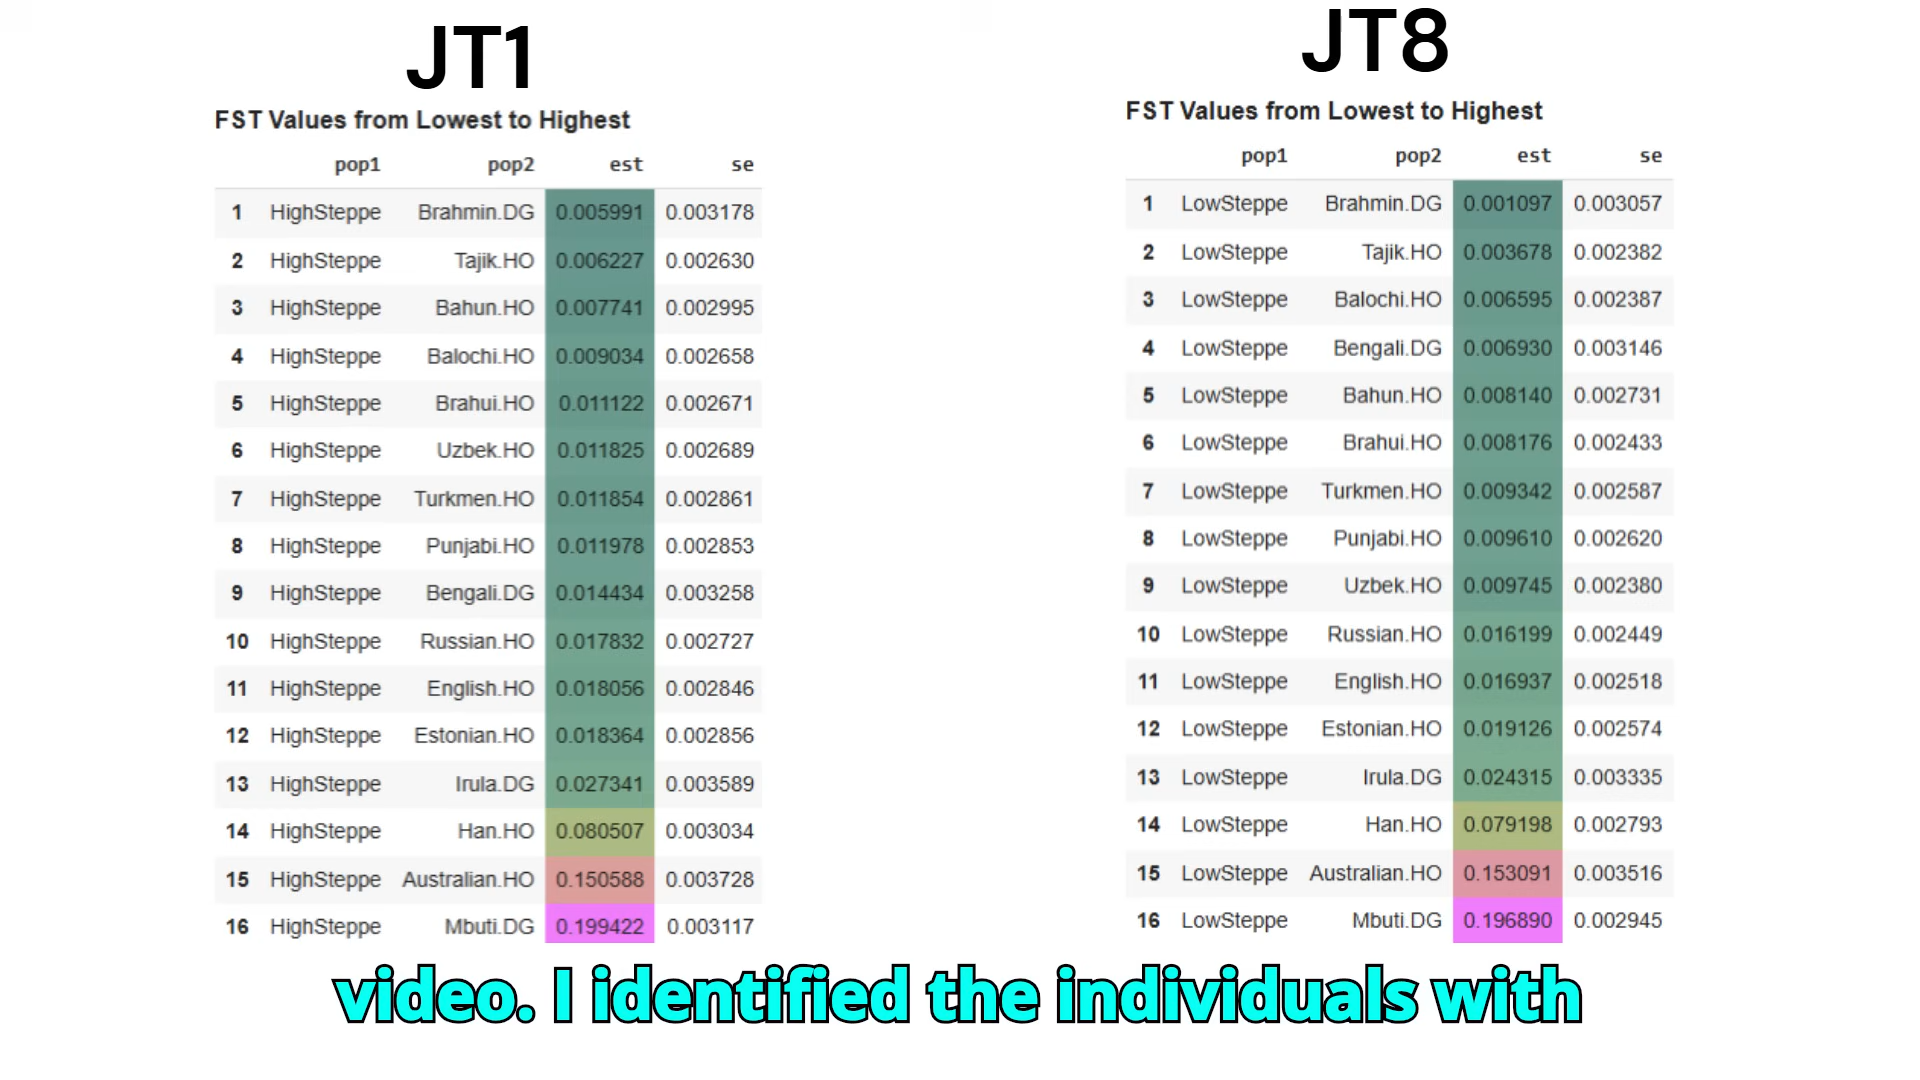 JT1
FST Values from Lowest to Highest
pop1 pop2 est se
1 HighSteppe Brahmin.DG 0.005991 0.003178
2 HighSteppe Tajik.HO 0.006227 0.002630
3 HighSteppe Bahun.HO 0.007741 0.002995
4 HighSteppe Balochi.HO 0.009034 0.002658
5 HighSteppe Brahui.HO 0.011122 0.002671
6 HighSteppe Uzbek.HO 0.011825 0.002689
7 HighSteppe Turkmen.HO 0.011854 0.002861
8 HighSteppe Punjabi.HO 0.011978 0.002853
9 HighSteppe Bengali.DG 0.014434 0.003258
10 HighSteppe Russian.HO 0.017832 0.002727
11 HighSteppe English.HO 0.018056 0.002846
12 HighSteppe Estonian.HO 0.018364 0.002856
13 HighSteppe Irula.DG 0.027341 0.003589
14 HighSteppe Han.HO 0.080507 0.003034
15 HighSteppe Australian.HO 0.150588 0.003728
16 HighSteppe Mbuti.DG 0.199422 0.003117
JT8
FST Values from Lowest to Highest
pop1 pop2 est se
1 LowSteppe Brahmin.DG 0.001097 0.003057
2 LowSteppe Tajik.HO 0.003678 0.002382
3 LowSteppe Balochi.HO 0.006595 0.002387
4 LowSteppe Bengali.DG 0.006930 0.003146
5 LowSteppe Bahun.HO 0.008140 0.002731
6 LowSteppe Brahui.HO 0.008176 0.002433
7 LowSteppe Turkmen.HO 0.009342 0.002587
8 LowSteppe Punjabi.HO 0.009610 0.002620
9 LowSteppe Uzbek.HO 0.009745 0.002380
10 LowSteppe Russian.HO 0.016199 0.002449
11 LowSteppe English.HO 0.016937 0.002518
12 LowSteppe Estonian.HO 0.019126 0.002574
13 LowSteppe Irula.DG 0.024315 0.003335
14 LowSteppe Han.HO 0.079198 0.002793
15 LowSteppe Australian.HO 0.153091 0.003516
16 LowSteppe Mbuti.DG 0.196890 0.002945
video. I identified the individuals with